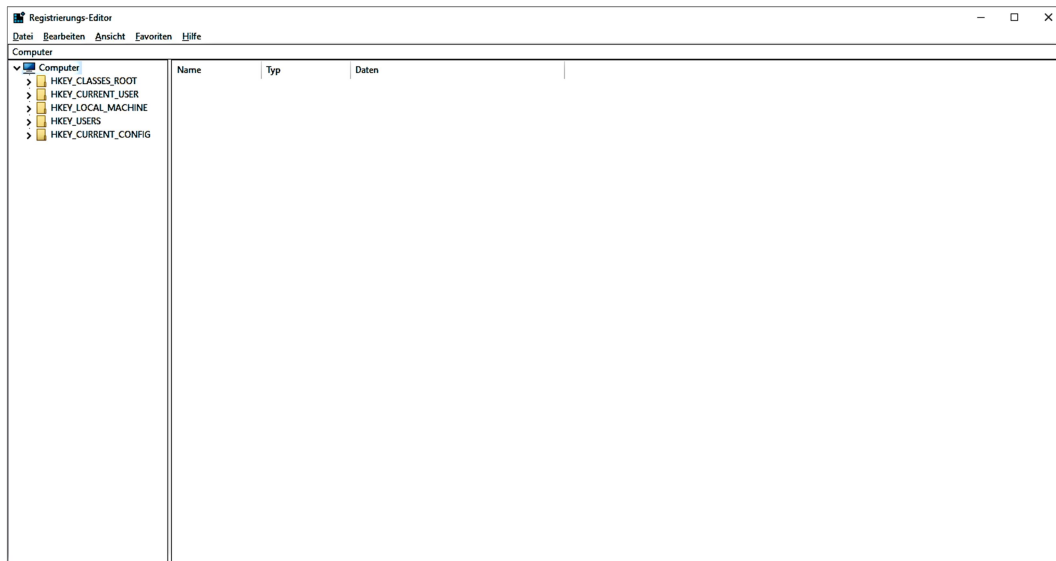 Registrierungs-Editor
Datei Bearbeiten Ansicht Favoriten Hilfe
Computer
Computer
HKEY_CLASSES_ROOT
HKEY_CURRENT_USER
HKEY_LOCAL_MACHINE
HKEY_USERS
HKEY_CURRENT_CONFIG
Name Typ Daten